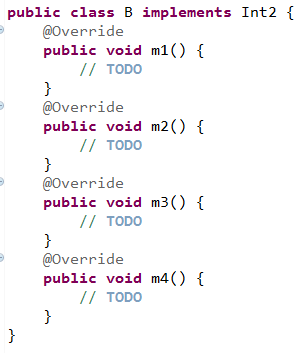 public class B implements Int2 {
    @Override
    public void m1() {
        // TODO
    }
    @Override
    public void m2() {
        // TODO
    }
    @Override
    public void m3() {
        // TODO
    }
    @Override
    public void m4() {
        // TODO
    }
}